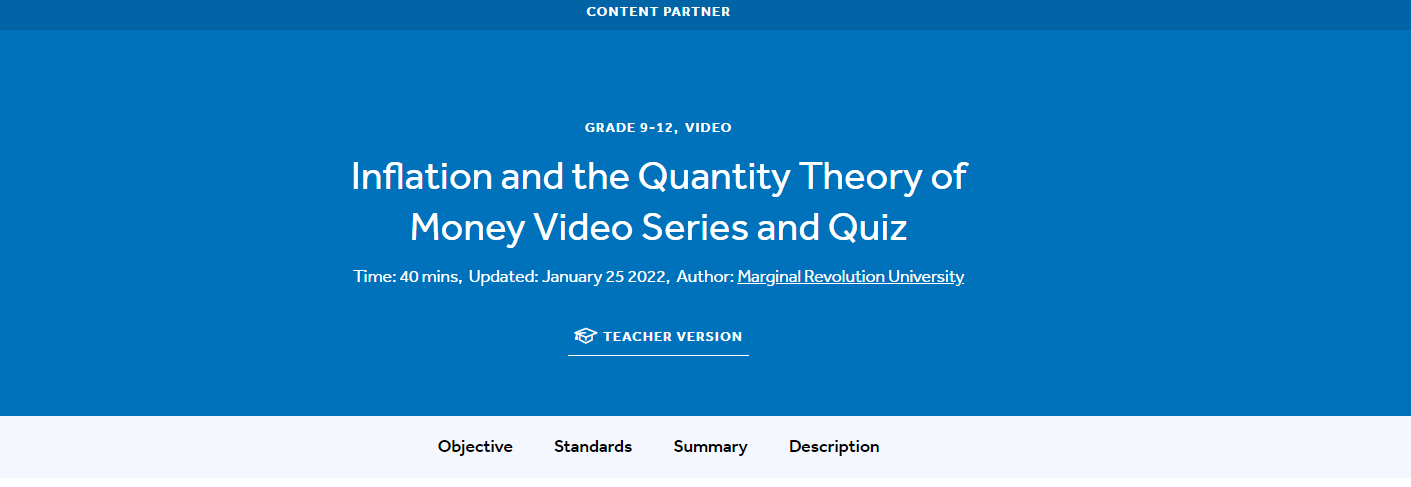 CONTENT PARTNER
GRADE 9-12, VIDEO
Inflation and the Quantity Theory of
Money Video Series and Quiz
Time: 40 mins, Updated: January 25 2022, Author: Marginal Revolution University
TEACHER VERSION
Objective Standards Summary Description